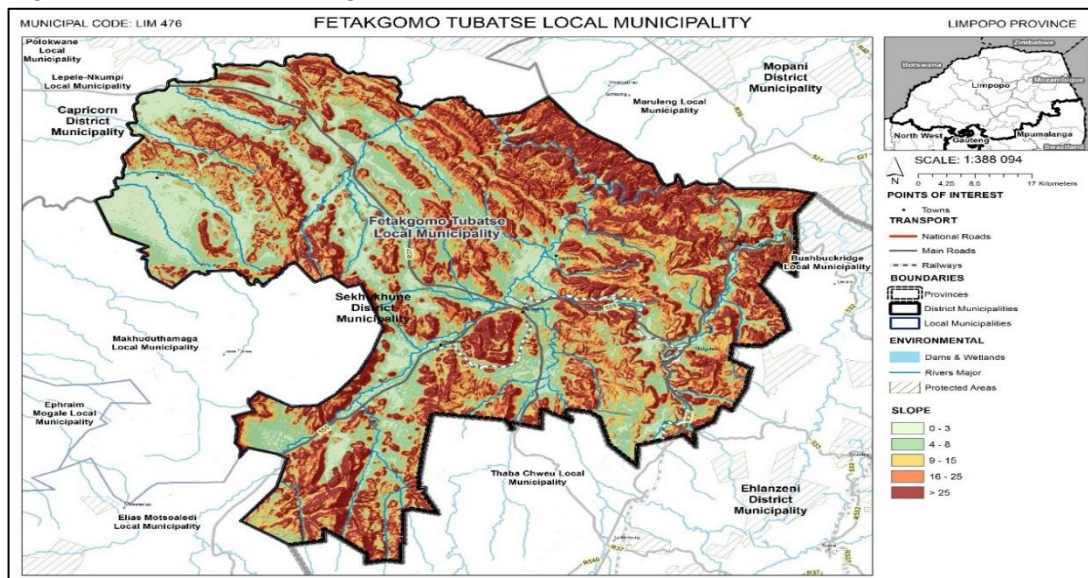 MUNICIPAL CODE: LIM 476
FETAKGOMO TUBATSE LOCAL MUNICIPALITY
LIMPOPO PROVINCE
Polokwane
Local
Municipality
Lepele-Nkumpi
Local Municipality
Capricorn
District
Municipality
Mopani
District
Municipality
Maruleng Local
Municipality
Fetakgomo Tubatse
Local Municipality
Bushbuckridge
Local Municipality
Sekhukhune
District
Municipality
Makhuduthamaga
Local Municipality
Ephraim
Mogale Local
Municipality
Elias Motsoaledi
Local Municipality
Thaba Chweu Local
Municipality
Ehlanzeni
District
Municipality
R37
R540
R37
Zimbabwe
Botswana
Limpopo
Mozambique
North West
Gauteng
Mpumalanga
Swaziland
N
SCALE: 1:388 094
0 4,25 8,5 17 Kilometers
POINTS OF INTEREST
Towns
TRANSPORT
National Roads
Main Roads
Railways
BOUNDARIES
Provinces
District Municipalities
Local Municipalities
ENVIRONMENTAL
Dams & Wetlands
Rivers Major
Protected Areas
SLOPE
0 - 3
4 - 8
9 - 15
16 - 25
> 25